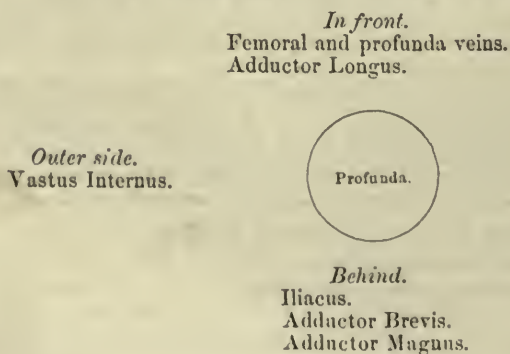 In front.
Femoral and profunda veins.
Adductor Longus.
Outer side.
Vastus Internus.
Profunda.
Behind.
Iliacus.
Adductor Brevis.
Adductor Magnus.